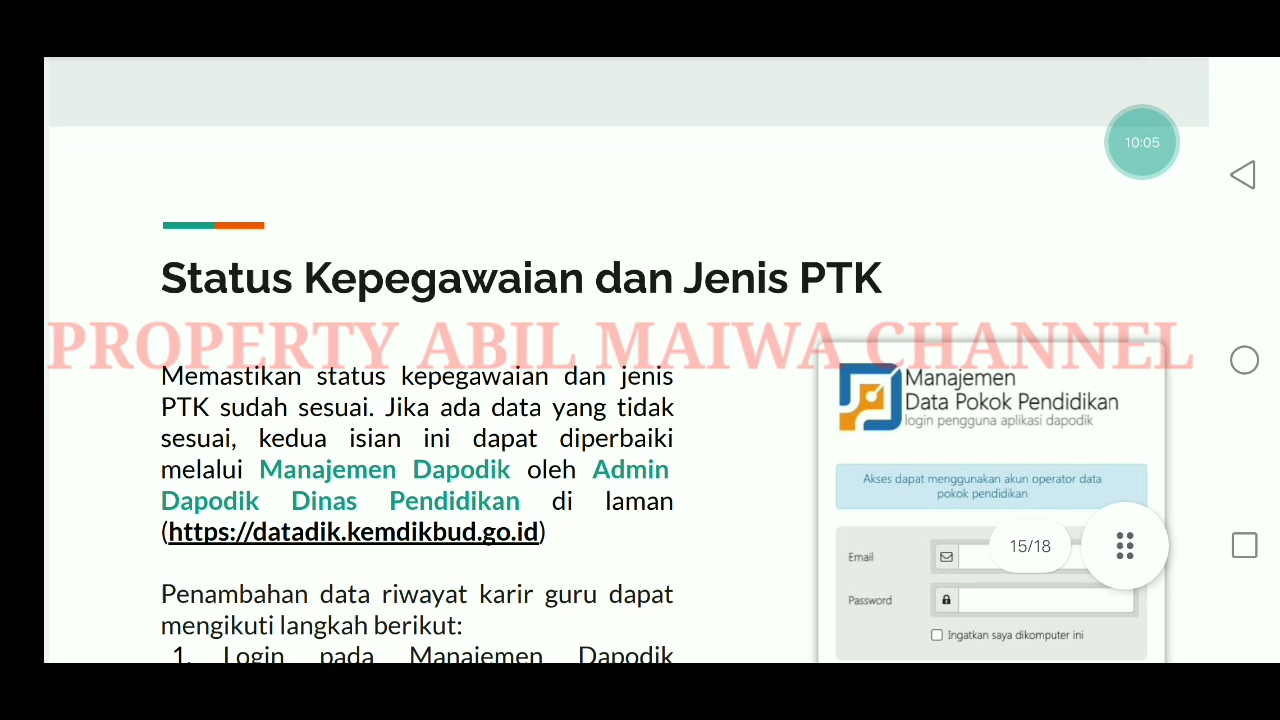 10:05
Status Kepegawaian dan Jenis PTK
PROPERTY ABIL MAIWA CHANNEL
Memastikan status kepegawaian dan jenis
PTK sudah sesuai. Jika ada data yang tidak
sesuai, kedua isian ini dapat diperbaiki
melalui Manajemen Dapodik oleh Admin
Dapodik Dinas Pendidikan di laman
(https://datadik.kemdikbud.go.id)
Penambahan data riwayat karir guru dapat
mengikuti langkah berikut:
1. Login pada Manajemen Dapodik
Manajemen
Data Pokok Pendidikan
login pengguna aplikasi dapodik
Akses dapat menggunakan akun operator data
pokok pendidikan
Email
15/18
Password
Ingatkan saya dikomputer ini